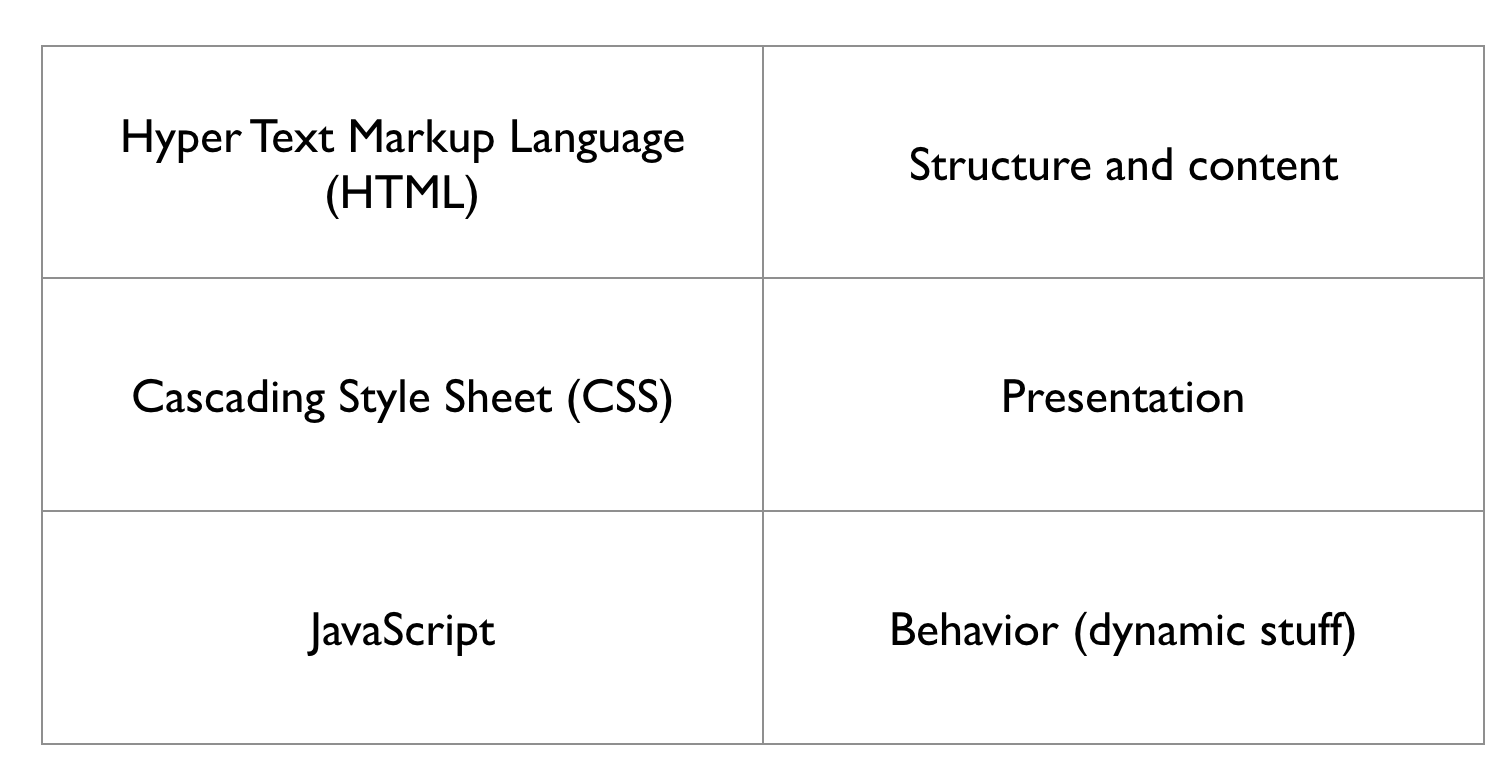 Hyper Text Markup Language
(HTML)
Structure and content
Cascading Style Sheet (CSS)
Presentation
JavaScript
Behavior (dynamic stuff)